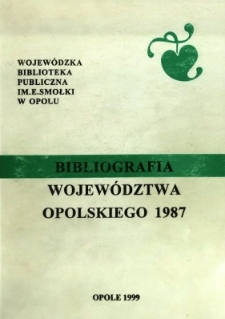 WOJEWÓDZKA
BIBLIOTEKA
PUBLICZNA
IM.E.SMOŁKI
W OPOLU
BIBLIOGRAFIA
WOJEWÓDZTWA
OPOLSKIEGO 1987
OPOLE 1999